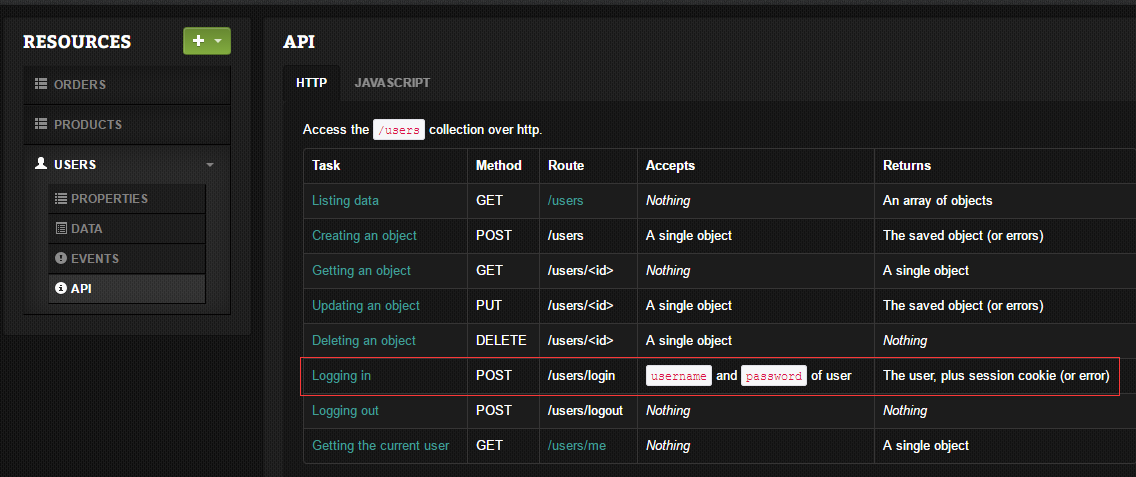 RESOURCES
ORDERS
PRODUCTS
USERS
PROPERTIES
DATA
EVENTS
API
API
HTTP JAVASCRIPT
Access the /users collection over http.
Task Method Route Accepts Returns
Listing data GET /users Nothing An array of objects
Creating an object POST /users A single object The saved object (or errors)
Getting an object GET /users/<id> Nothing A single object
Updating an object PUT /users/<id> A single object The saved object (or errors)
Deleting an object DELETE /users/<id> A single object Nothing
Logging in POST /users/login username and password of user The user, plus session cookie (or error)
Logging out POST /users/logout Nothing Nothing
Getting the current user GET /users/me Nothing A single object